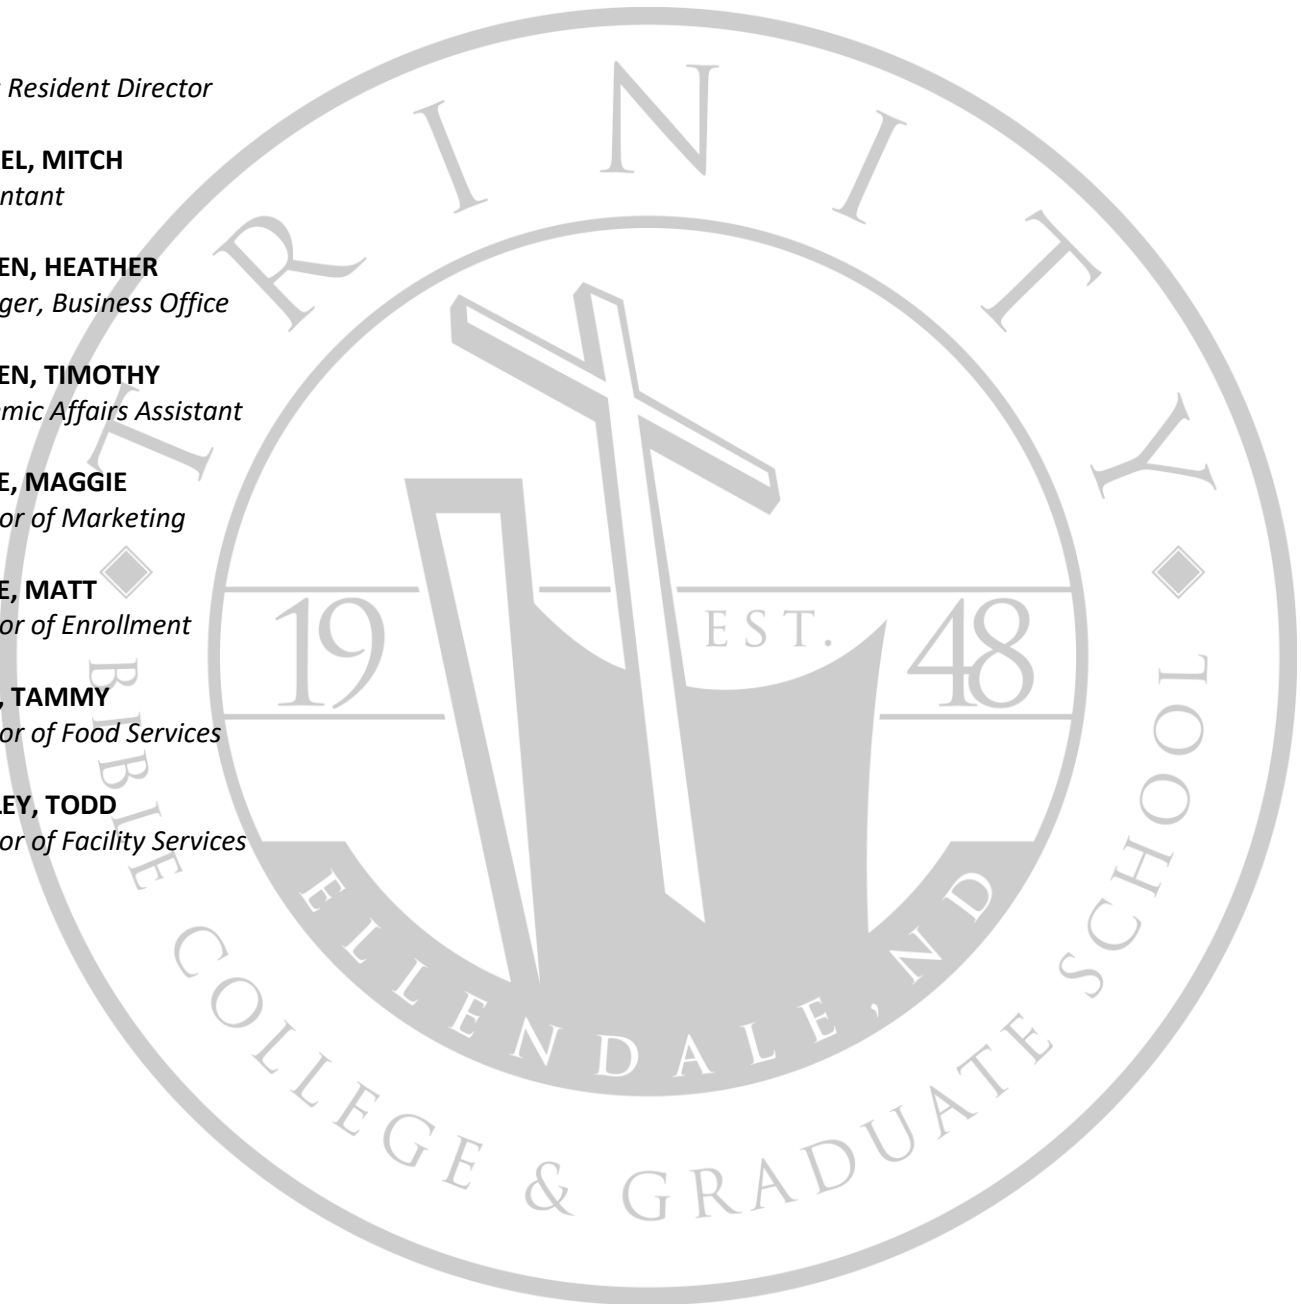 Resident Director
EL, MITCH
ntant
EN, HEATHER
ger, Business Office
EN, TIMOTHY
emic Affairs Assistant
E, MAGGIE
or of Marketing
E, MATT
or of Enrollment
, TAMMY
or of Food Services
LEY, TODD
or of Facility Services
TRINITY
BIBLE COLLEGE & GRADUATE SCHOOL
19 EST. 48
ELLENDALE, ND